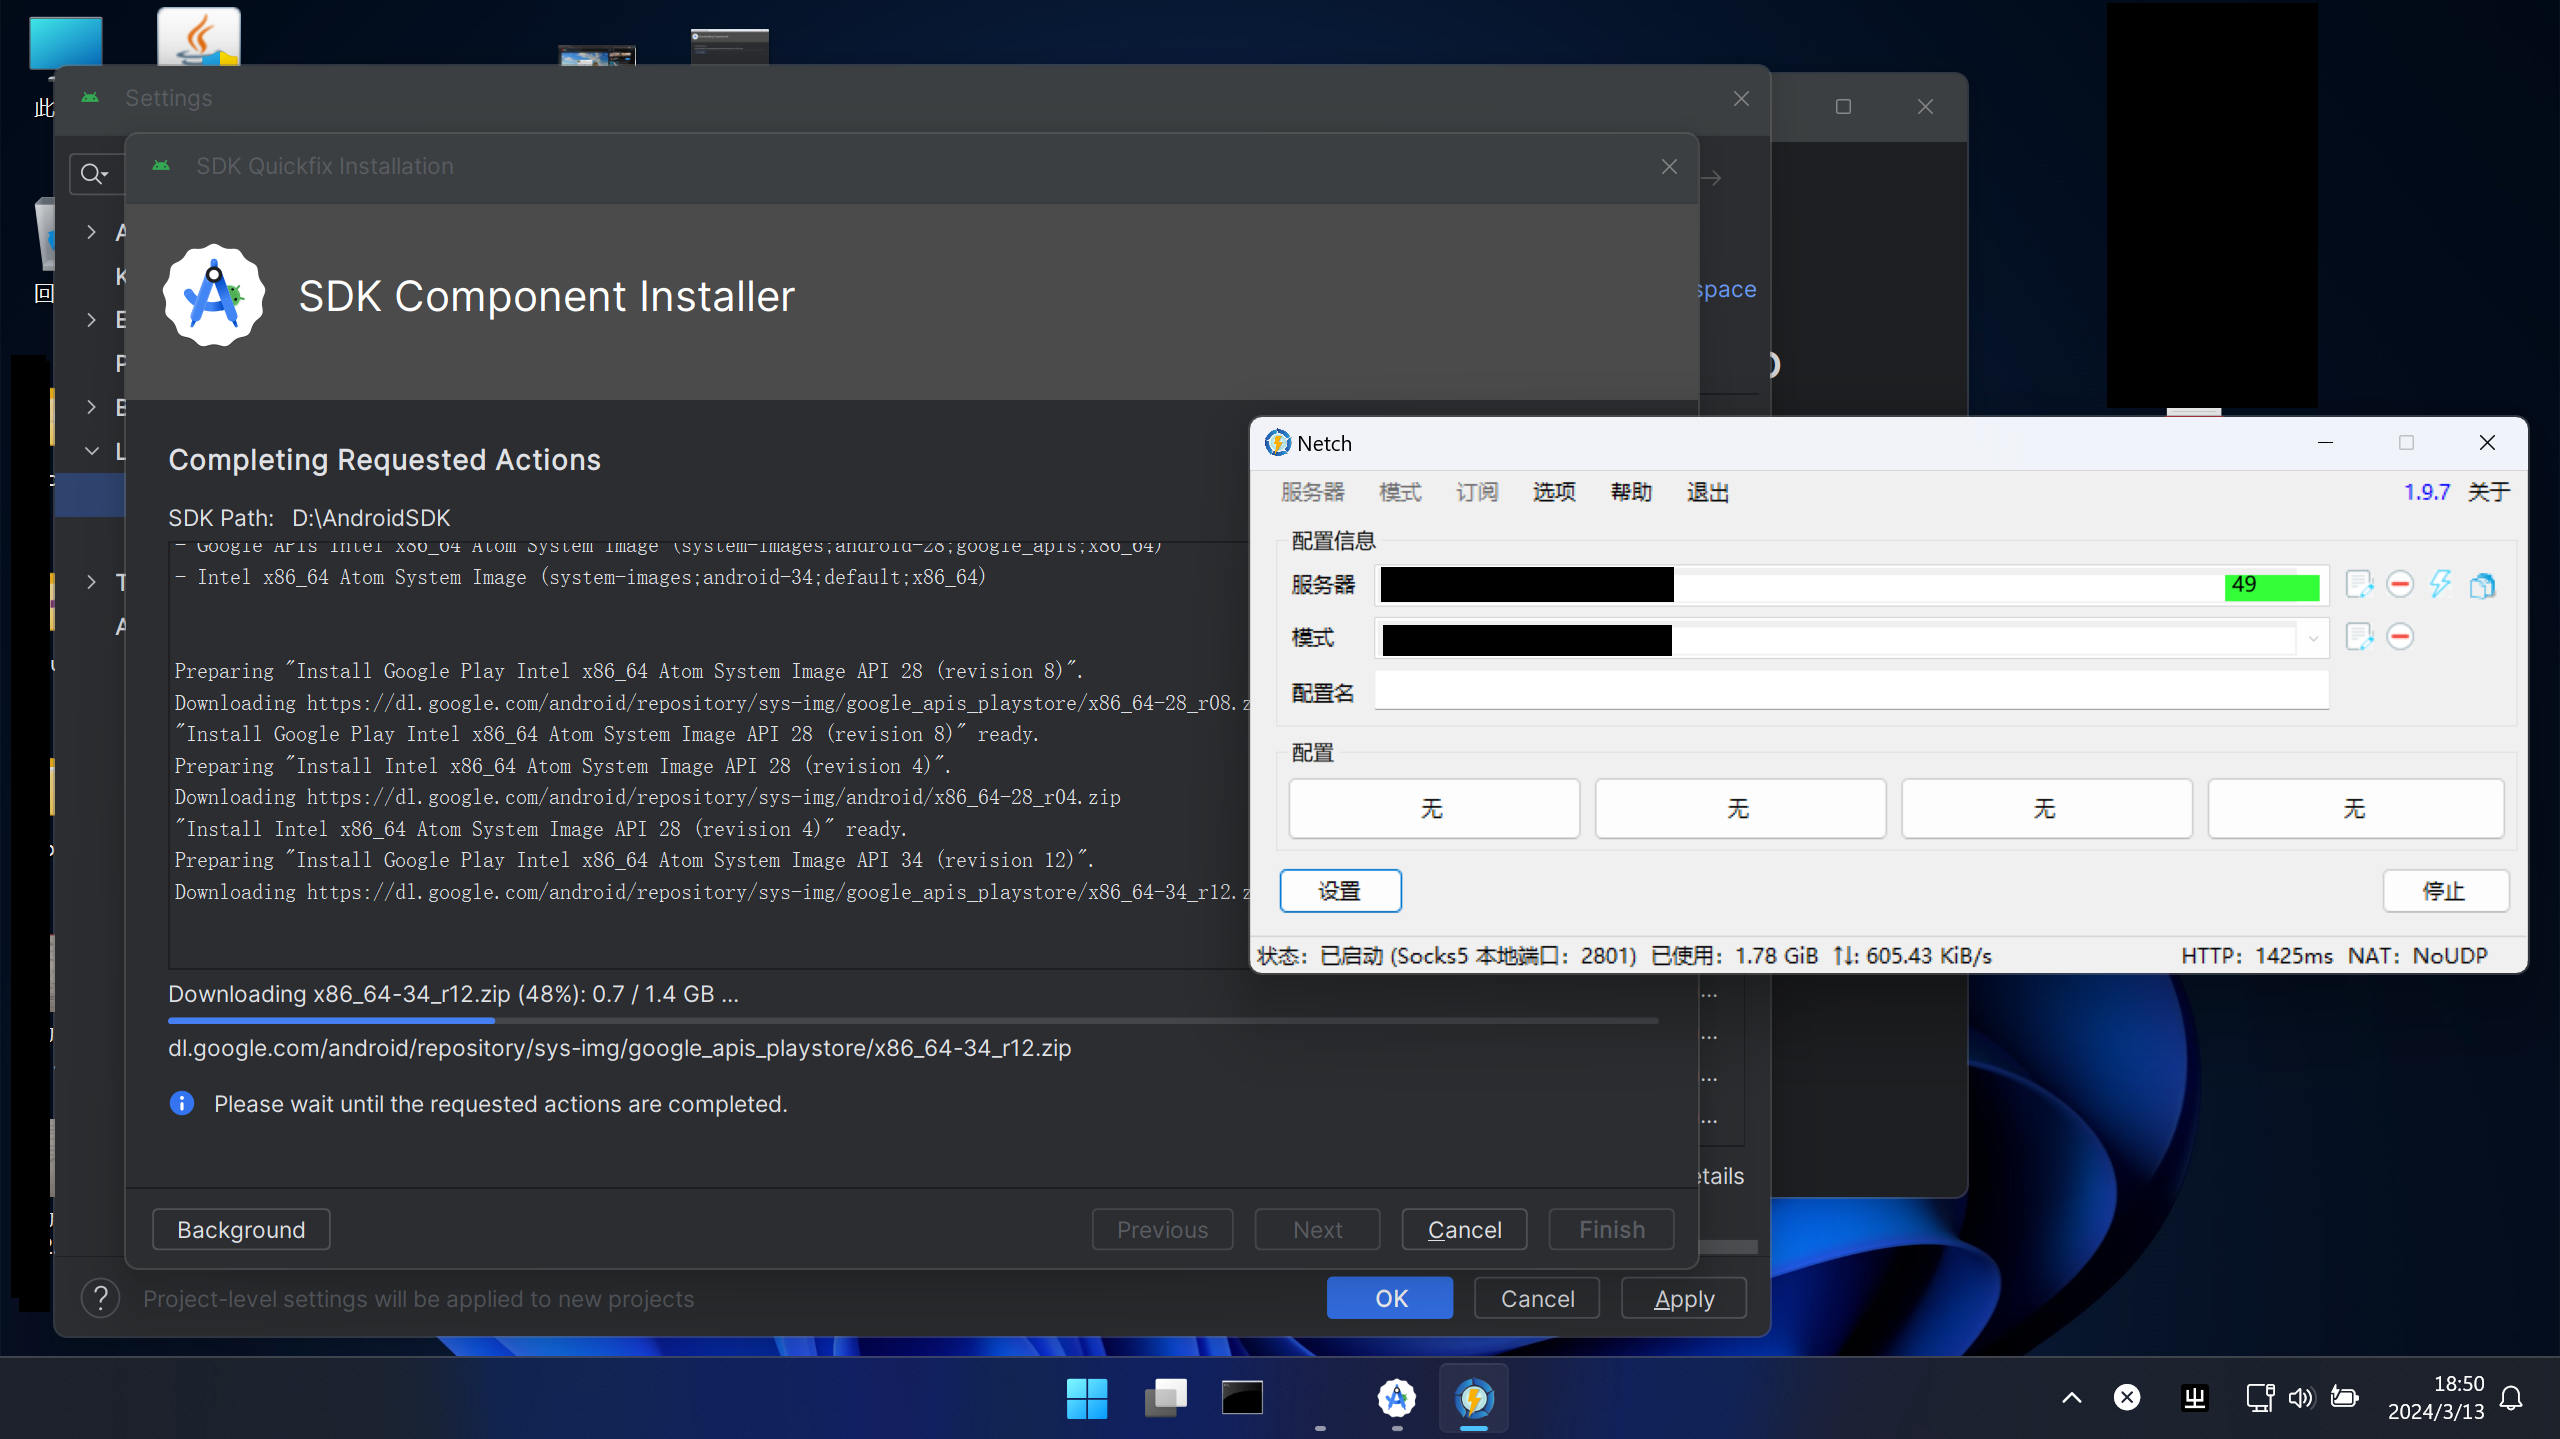 此
回
Settings
SDK Quickfix Installation
SDK Component Installer
space
Completing Requested Actions
SDK Path: D:\AndroidSDK
- Google APIs Intel x86_64 Atom System Image (system-images;android-28;google_apis;x86_64)
- Intel x86_64 Atom System Image (system-images;android-34;default;x86_64)
Preparing "Install Google Play Intel x86_64 Atom System Image API 28 (revision 8)".
Downloading https://dl.google.com/android/repository/sys-img/google_apis_playstore/x86_64-28_r08.z
"Install Google Play Intel x86_64 Atom System Image API 28 (revision 8)" ready.
Preparing "Install Intel x86_64 Atom System Image API 28 (revision 4)".
Downloading https://dl.google.com/android/repository/sys-img/android/x86_64-28_r04.zip
"Install Intel x86_64 Atom System Image API 28 (revision 4)" ready.
Preparing "Install Google Play Intel x86_64 Atom System Image API 34 (revision 12)".
Downloading https://dl.google.com/android/repository/sys-img/google_apis_playstore/x86_64-34_r12.z
Downloading x86_64-34_r12.zip (48%): 0.7 / 1.4 GB ...
dl.google.com/android/repository/sys-img/google_apis_playstore/x86_64-34_r12.zip
Please wait until the requested actions are completed.
Background
Previous
Next
Cancel
Finish
etails
? Project-level settings will be applied to new projects
OK
Cancel
Apply
Netch
服务器 模式 订阅 选项 帮助 退出 1.9.7 关于
配置信息
服务器 49
模式
配置名
配置
无 无 无 无
设置
停止
状态: 已启动 (Socks5 本地端口: 2801) 已使用: 1.78 GiB ↑↓: 605.43 KiB/s HTTP: 1425ms NAT: NoUDP
18:50
2024/3/13